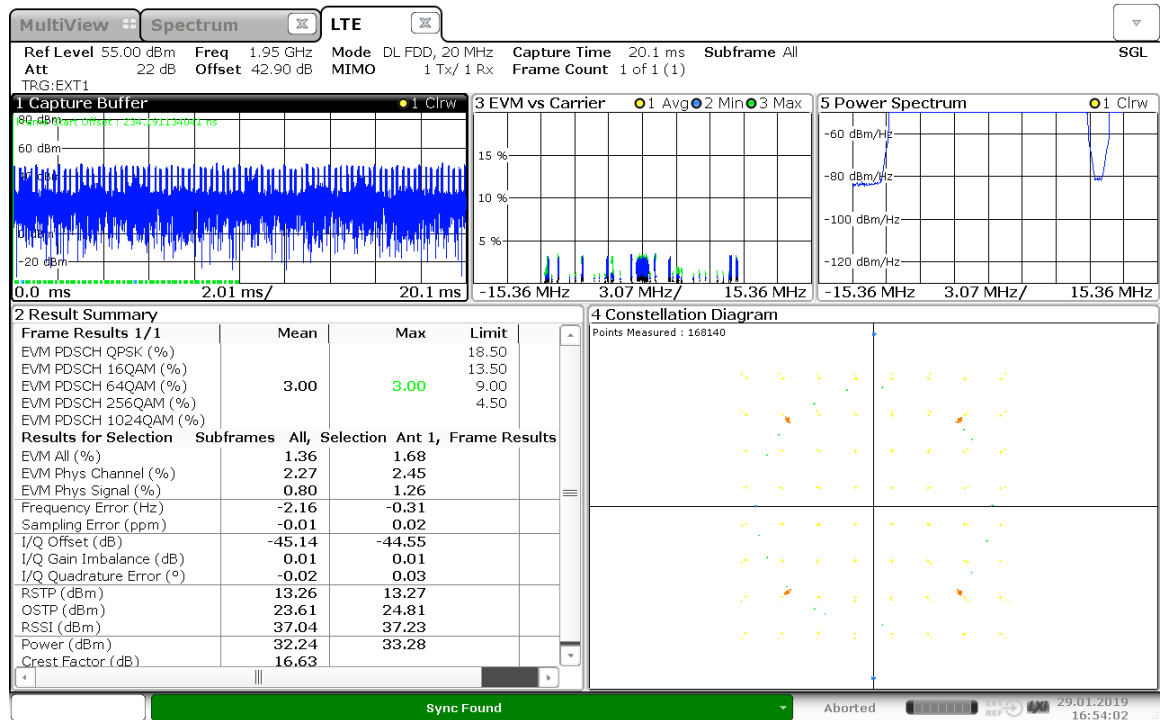 MultiView Spectrum LTE
Ref Level 55.00 dBm Freq 1.95 GHz Mode DL FDD, 20 MHz Capture Time 20.1 ms Subframe All SGL
Att 22 dB Offset 42.90 dB MIMO 1 Tx/ 1 Rx Frame Count 1 of 1 (1)
TRG:EXT1
1 Capture Buffer 1 Clrw
80 dBm
60 dBm
-20 dBm
0.0 ms 2.01 ms/ 20.1 ms
3 EVM vs Carrier 1 Avg 2 Min 3 Max
15 %
10 %
5 %
-15.36 MHz 3.07 MHz/ 15.36 MHz
5 Power Spectrum 1 Clrw
-60 dBm/Hz
-80 dBm/Hz
-100 dBm/Hz
-120 dBm/Hz
-15.36 MHz 3.07 MHz/ 15.36 MHz
2 Result Summary
Frame Results 1/1 Mean Max Limit
EVM PDSCH QPSK (%) 18.50
EVM PDSCH 16QAM (%) 13.50
EVM PDSCH 64QAM (%) 3.00 3.00 9.00
EVM PDSCH 256QAM (%) 4.50
EVM PDSCH 1024QAM (%)
Results for Selection Subframes All, Selection Ant 1, Frame Results
EVM All (%) 1.36 1.68
EVM Phys Channel (%) 2.27 2.45
EVM Phys Signal (%) 0.80 1.26
Frequency Error (Hz) -2.16 -0.31
Sampling Error (ppm) -0.01 0.02
I/Q Offset (dB) -45.14 -44.55
I/Q Gain Imbalance (dB) 0.01 0.01
I/Q Quadrature Error (°) -0.02 0.03
RSTP (dBm) 13.26 13.27
OSTP (dBm) 23.61 24.81
RSSI (dBm) 37.04 37.23
Power (dBm) 32.24 33.28
Crest Factor (dB) 16.63
4 Constellation Diagram
Points Measured : 168140
Sync Found
Aborted
EXT
REF
LXI
29.01.2019
16:54:02